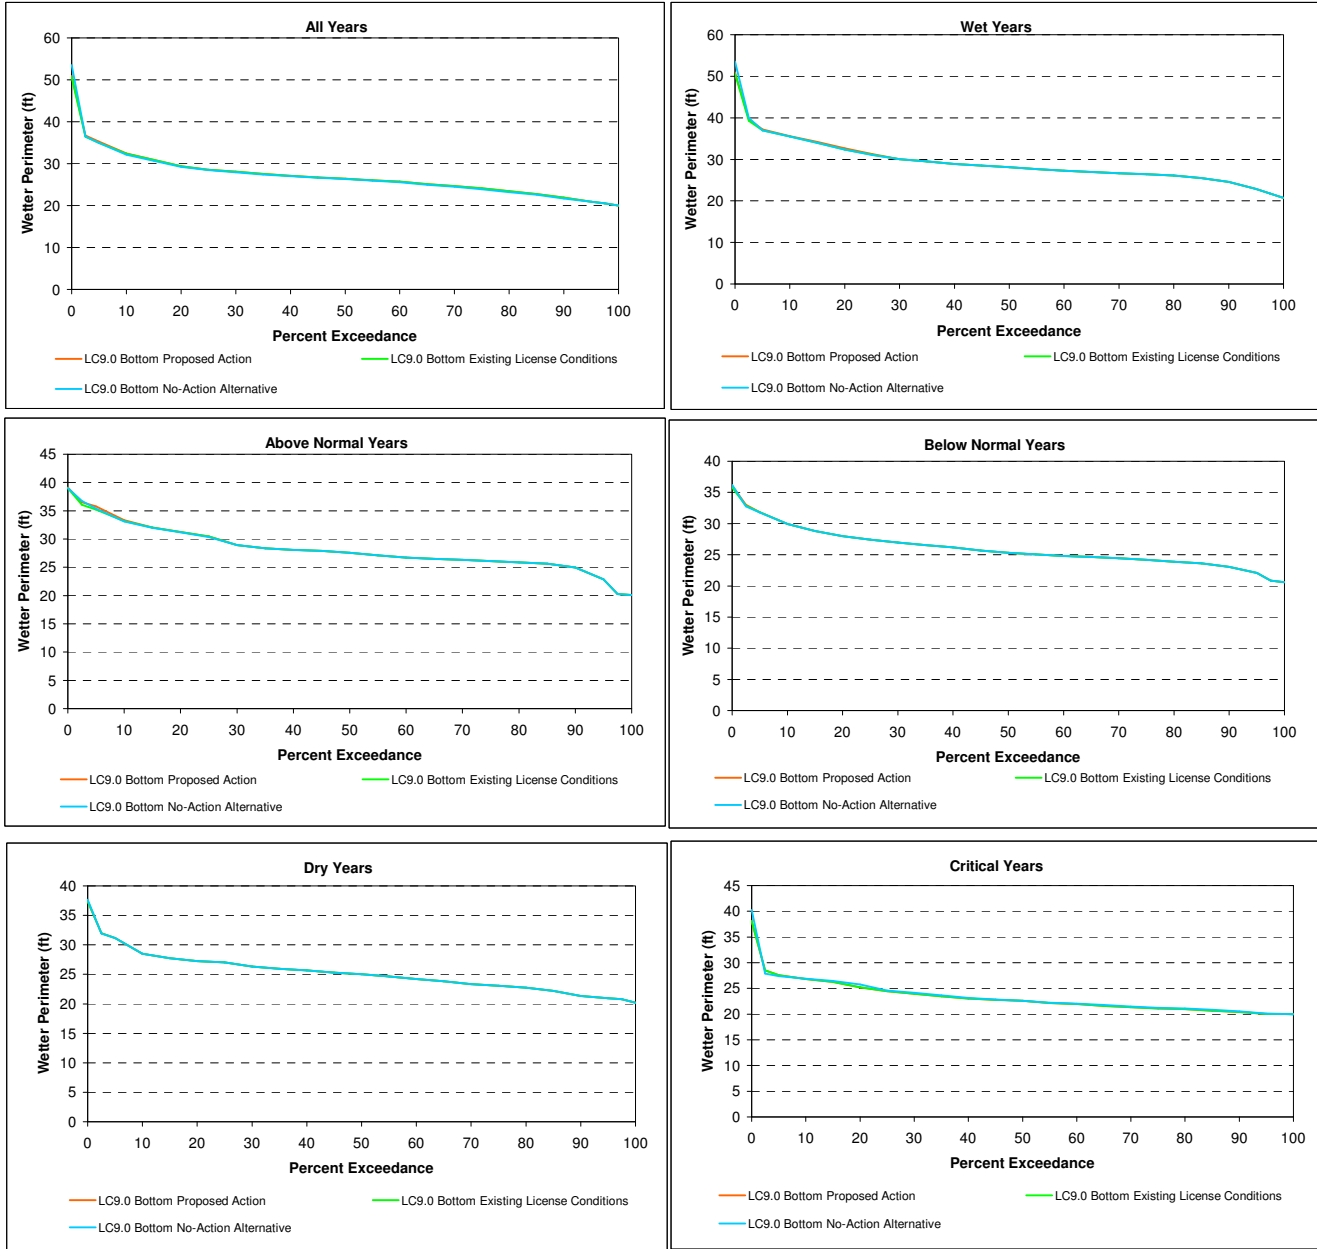 All Years
Wetter Perimeter (ft)
60
50
40
30
20
10
0
0 10 20 30 40 50 60 70 80 90 100
Percent Exceedance
LC9.0 Bottom Proposed Action LC9.0 Bottom Existing License Conditions
LC9.0 Bottom No-Action Alternative
Wet Years
Wetter Perimeter (ft)
60
50
40
30
20
10
0
0 10 20 30 40 50 60 70 80 90 100
Percent Exceedance
LC9.0 Bottom Proposed Action LC9.0 Bottom Existing License Conditions
LC9.0 Bottom No-Action Alternative
Above Normal Years
Wetter Perimeter (ft)
45
40
35
30
25
20
15
10
5
0
0 10 20 30 40 50 60 70 80 90 100
Percent Exceedance
LC9.0 Bottom Proposed Action LC9.0 Bottom Existing License Conditions
LC9.0 Bottom No-Action Alternative
Below Normal Years
Wetter Perimeter (ft)
40
35
30
25
20
15
10
5
0
0 10 20 30 40 50 60 70 80 90 100
Percent Exceedance
LC9.0 Bottom Proposed Action LC9.0 Bottom Existing License Conditions
LC9.0 Bottom No-Action Alternative
Dry Years
Wetter Perimeter (ft)
40
35
30
25
20
15
10
5
0
0 10 20 30 40 50 60 70 80 90 100
Percent Exceedance
LC9.0 Bottom Proposed Action LC9.0 Bottom Existing License Conditions
LC9.0 Bottom No-Action Alternative
Critical Years
Wetter Perimeter (ft)
45
40
35
30
25
20
15
10
5
0
0 10 20 30 40 50 60 70 80 90 100
Percent Exceedance
LC9.0 Bottom Proposed Action LC9.0 Bottom Existing License Conditions
LC9.0 Bottom No-Action Alternative